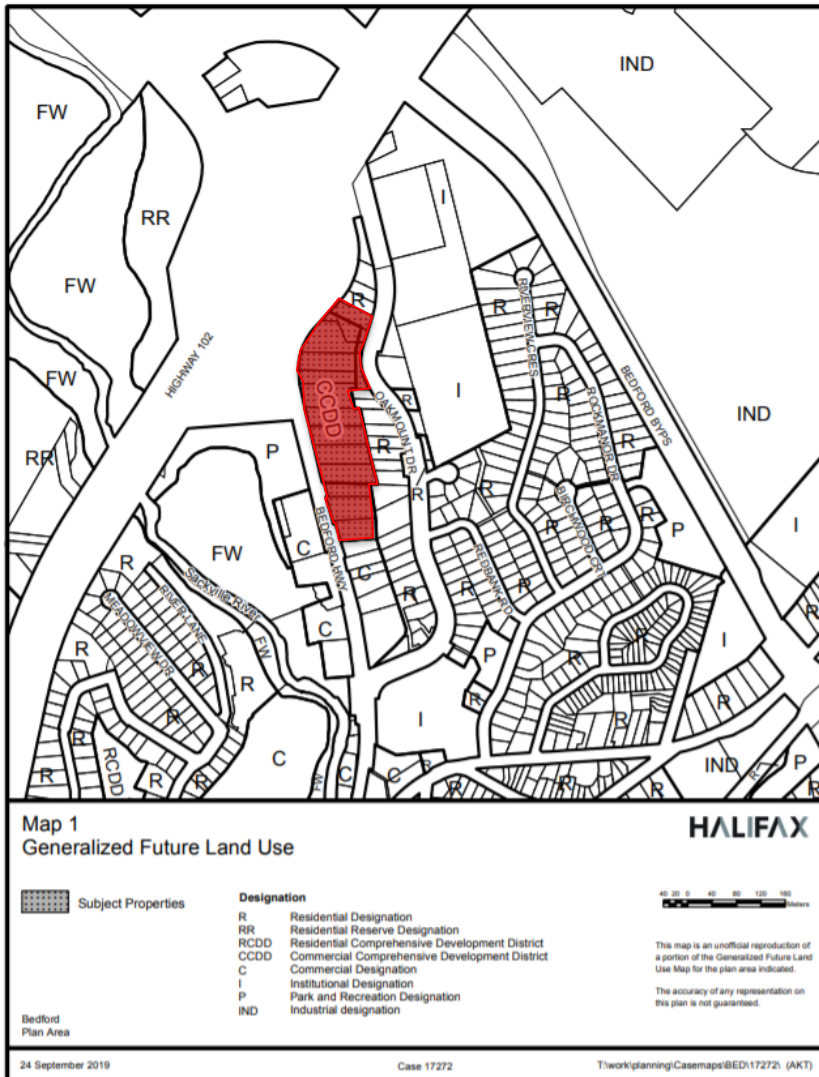 IND
FW
RR
I
FW
R
R
R
RIVERVIEW CRES
HIGHWAY 102
BEDFORD BYPS
FW
CCDD
OAKMOUNT DR
R
I
R
ROCKMANOR DR
IND
P
R
R
RR
R
R
BEDFORD HWY
BIRCHWOOD CRT
R
R
R
P
I
FW
C
C
REDBANK RD
R
Sackville River
R
MEADOWVIEW DR
RIVER LANE
R
R
R
R
FW
C
P
R
R
I
R
R
R
R
R
I
R
R
C
RCDD
R
R
R
FW
C
C
R
R
R
R
IND
R
P
R
Map 1
Generalized Future Land Use
HALIFAX
Subject Properties
Designation
R Residential Designation
RR Residential Reserve Designation
RCDD Residential Comprehensive Development District
CCDD Commercial Comprehensive Development District
C Commercial Designation
I Institutional Designation
P Park and Recreation Designation
IND Industrial designation
40 20 0 40 80 120 160
Meters
This map is an unofficial reproduction of
a portion of the Generalized Future Land
Use Map for the plan area indicated.
The accuracy of any representation on
this plan is not guaranteed.
Bedford
Plan Area
24 September 2019
Case 17272
T:\work\planning\Casemaps\BED\17272\ (AKT)